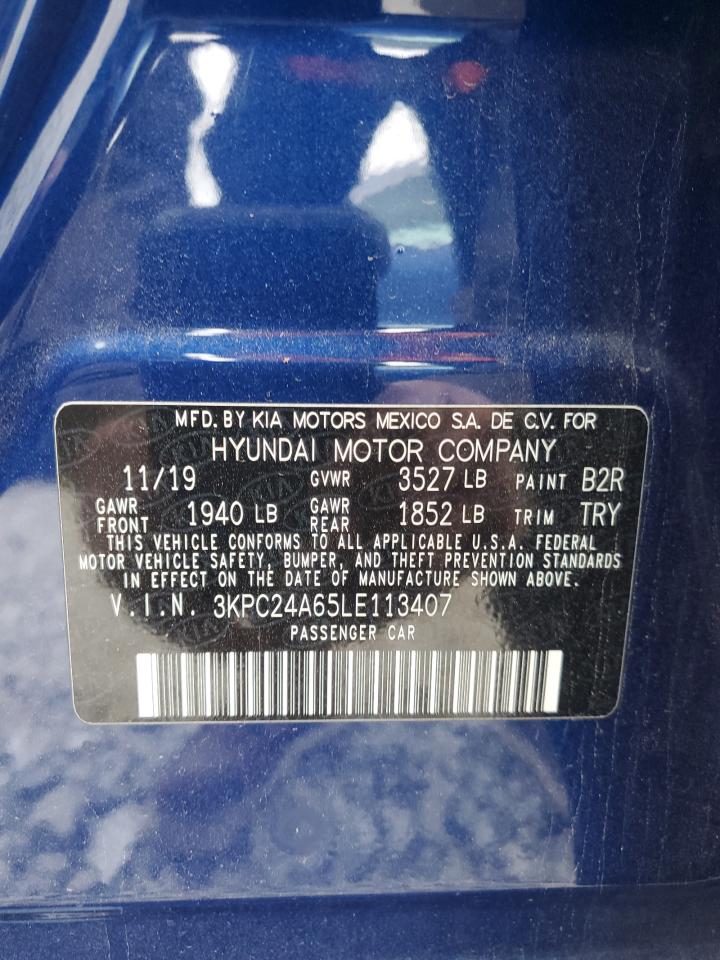 MFD. BY KIA MOTORS MEXICO S.A. DE C.V. FOR
HYUNDAI MOTOR COMPANY
11/19 GVWR 3527 LB PAINT B2R
GAWR FRONT 1940 LB GAWR REAR 1852 LB TRIM TRY
THIS VEHICLE CONFORMS TO ALL APPLICABLE U.S.A. FEDERAL
MOTOR VEHICLE SAFETY, BUMPER, AND THEFT PREVENTION STANDARDS
IN EFFECT ON THE DATE OF MANUFACTURE SHOWN ABOVE.
V.I.N. 3KPC24A65LE113407
PASSENGER CAR